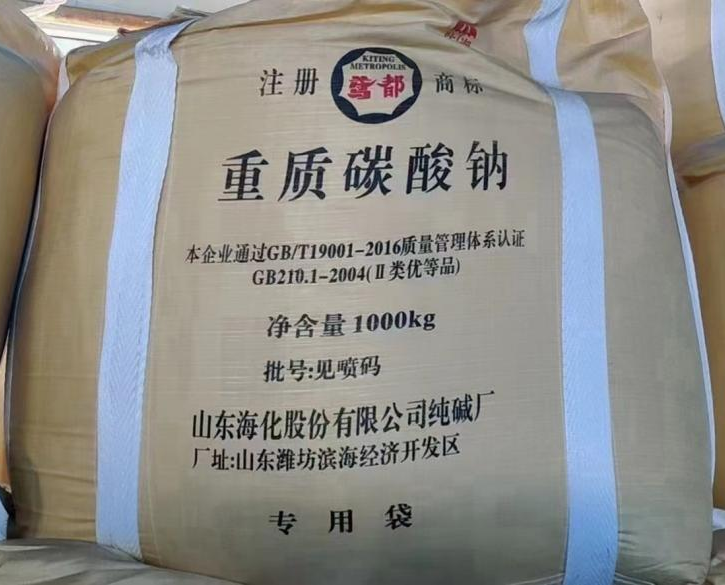 KITING
METROPOLIS
注册 鸢都 商标
重质碳酸钠
本企业通过GB/T19001-2016质量管理体系认证
GB210.1-2004(Ⅱ类优等品)
净含量1000kg
批号:见喷码
山东海化股份有限公司纯碱厂
厂址:山东潍坊滨海经济开发区
专用袋